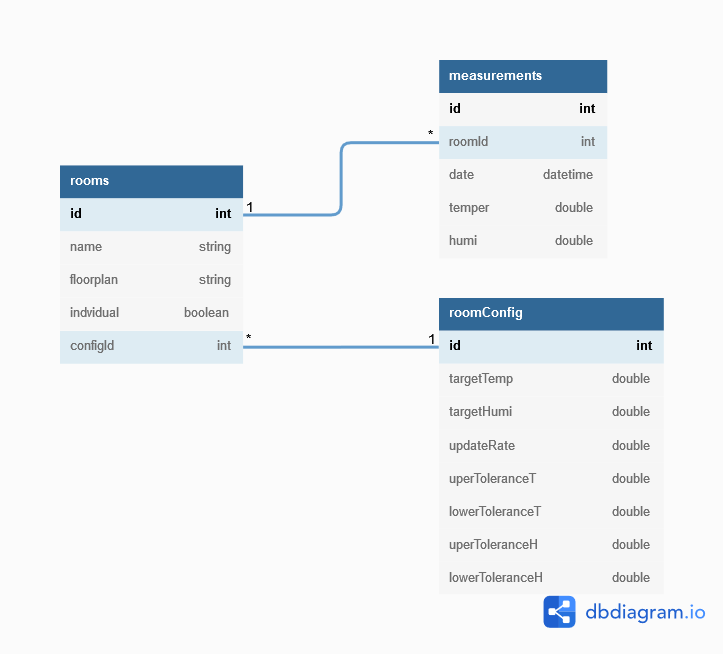 measurements
id int
roomId int
date datetime
temper double
humi double
rooms
id int
name string
floorplan string
indvidual boolean
configId int
1
*
*
1
roomConfig
id int
targetTemp double
targetHumi double
updateRate double
uperToleranceT double
lowerToleranceT double
uperToleranceH double
lowerToleranceH double
dbdiagram.io